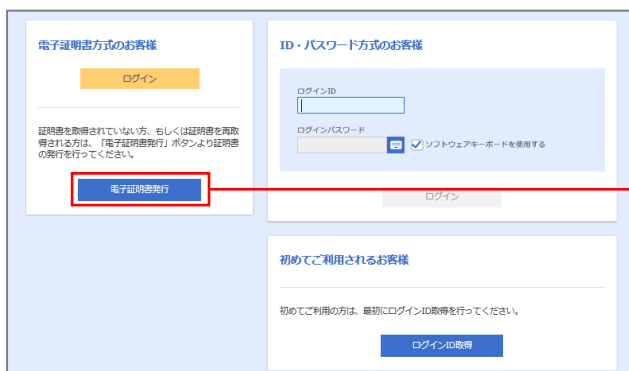 電子証明書方式のお客様
ログイン
証明書を取得されていない方、もしくは証明書を再取
得される方は、「電子証明書発行」ボタンより証明書
の発行を行ってください。
電子証明書発行
ID・パスワード方式のお客様
ログインID
ログインパスワード
ソフトウェアキーボードを使用する
ログイン
初めてご利用されるお客様
初めてご利用の方は、最初にログインID取得を行ってください。
ログインID取得